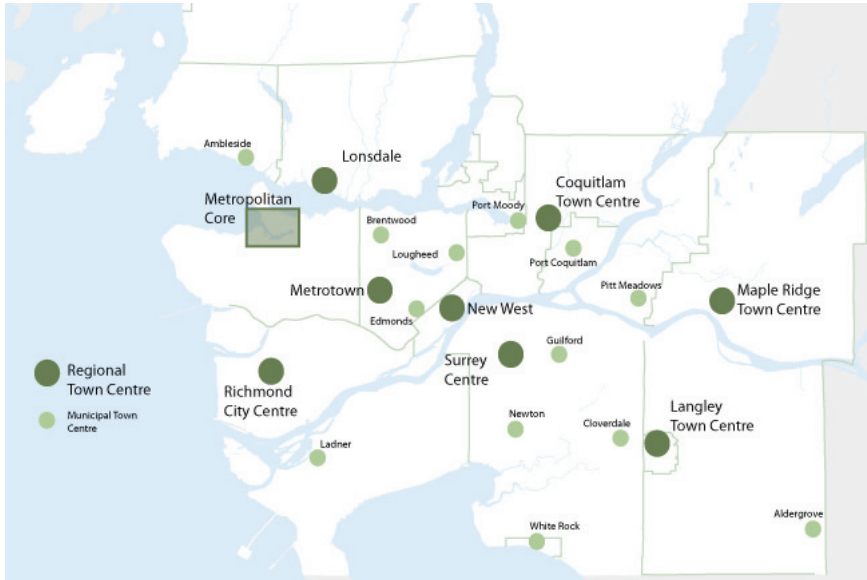 Ambleside
Lonsdale
Metropolitan
Core
Brentwood
Lougheed
Port Moody
Coquitlam
Town Centre
Port Coquitlam
Metrotown
Edmonds
New West
Pitt Meadows
Maple Ridge
Town Centre
Regional
Town Centre
Municipal Town
Centre
Richmond
City Centre
Surrey
Centre
Guilford
Newton
Cloverdale
Langley
Town Centre
Ladner
White Rock
Aldergrove